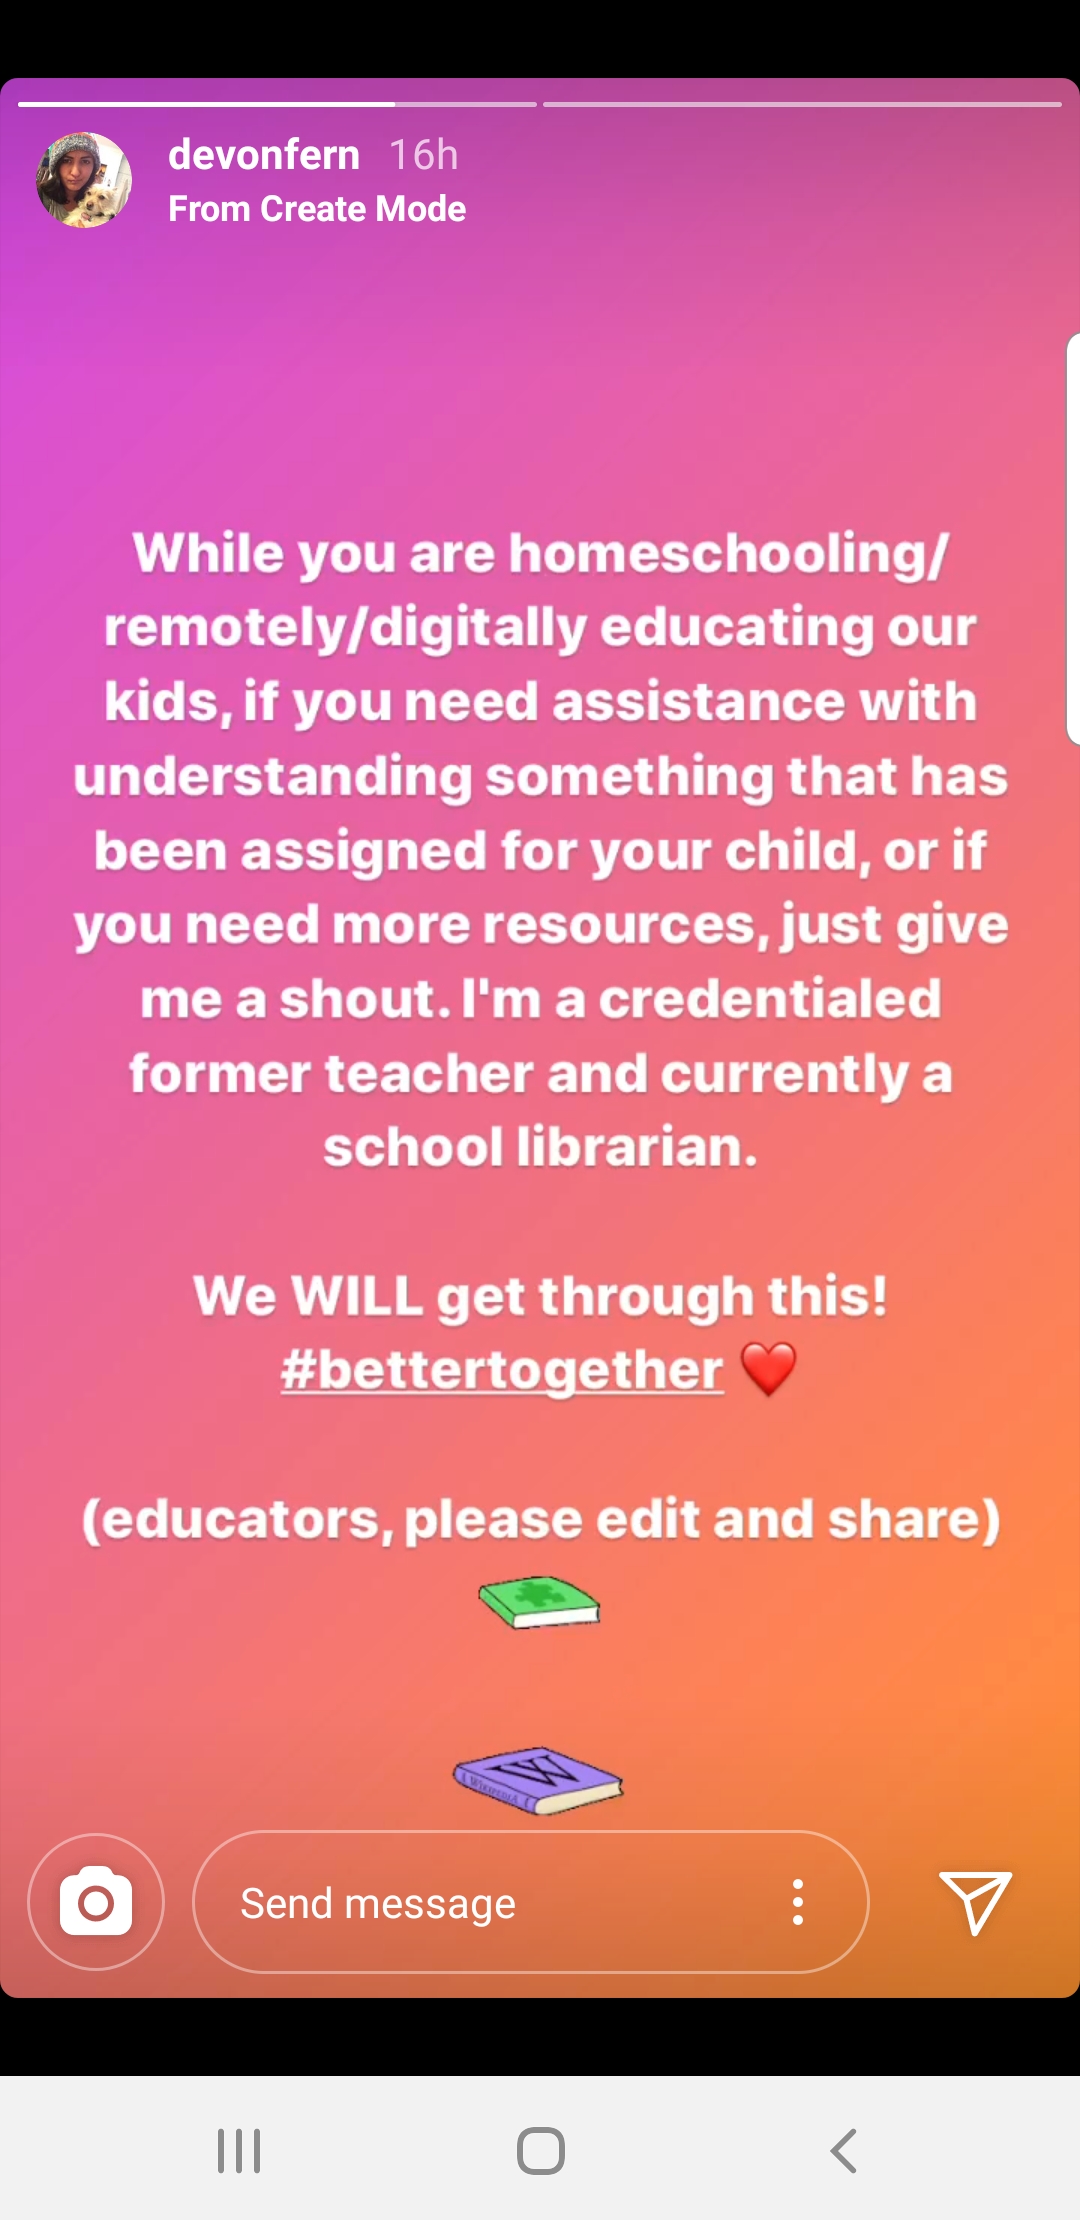 devonfern 16h
From Create Mode
While you are homeschooling/
remotely/digitally educating our
kids, if you need assistance with
understanding something that has
been assigned for your child, or if
you need more resources, just give
me a shout. I'm a credentialed
former teacher and currently a
school librarian.
We WILL get through this!
#bettertogether ❤️
(educators, please edit and share)
W
WIKIPEDIA
Send message